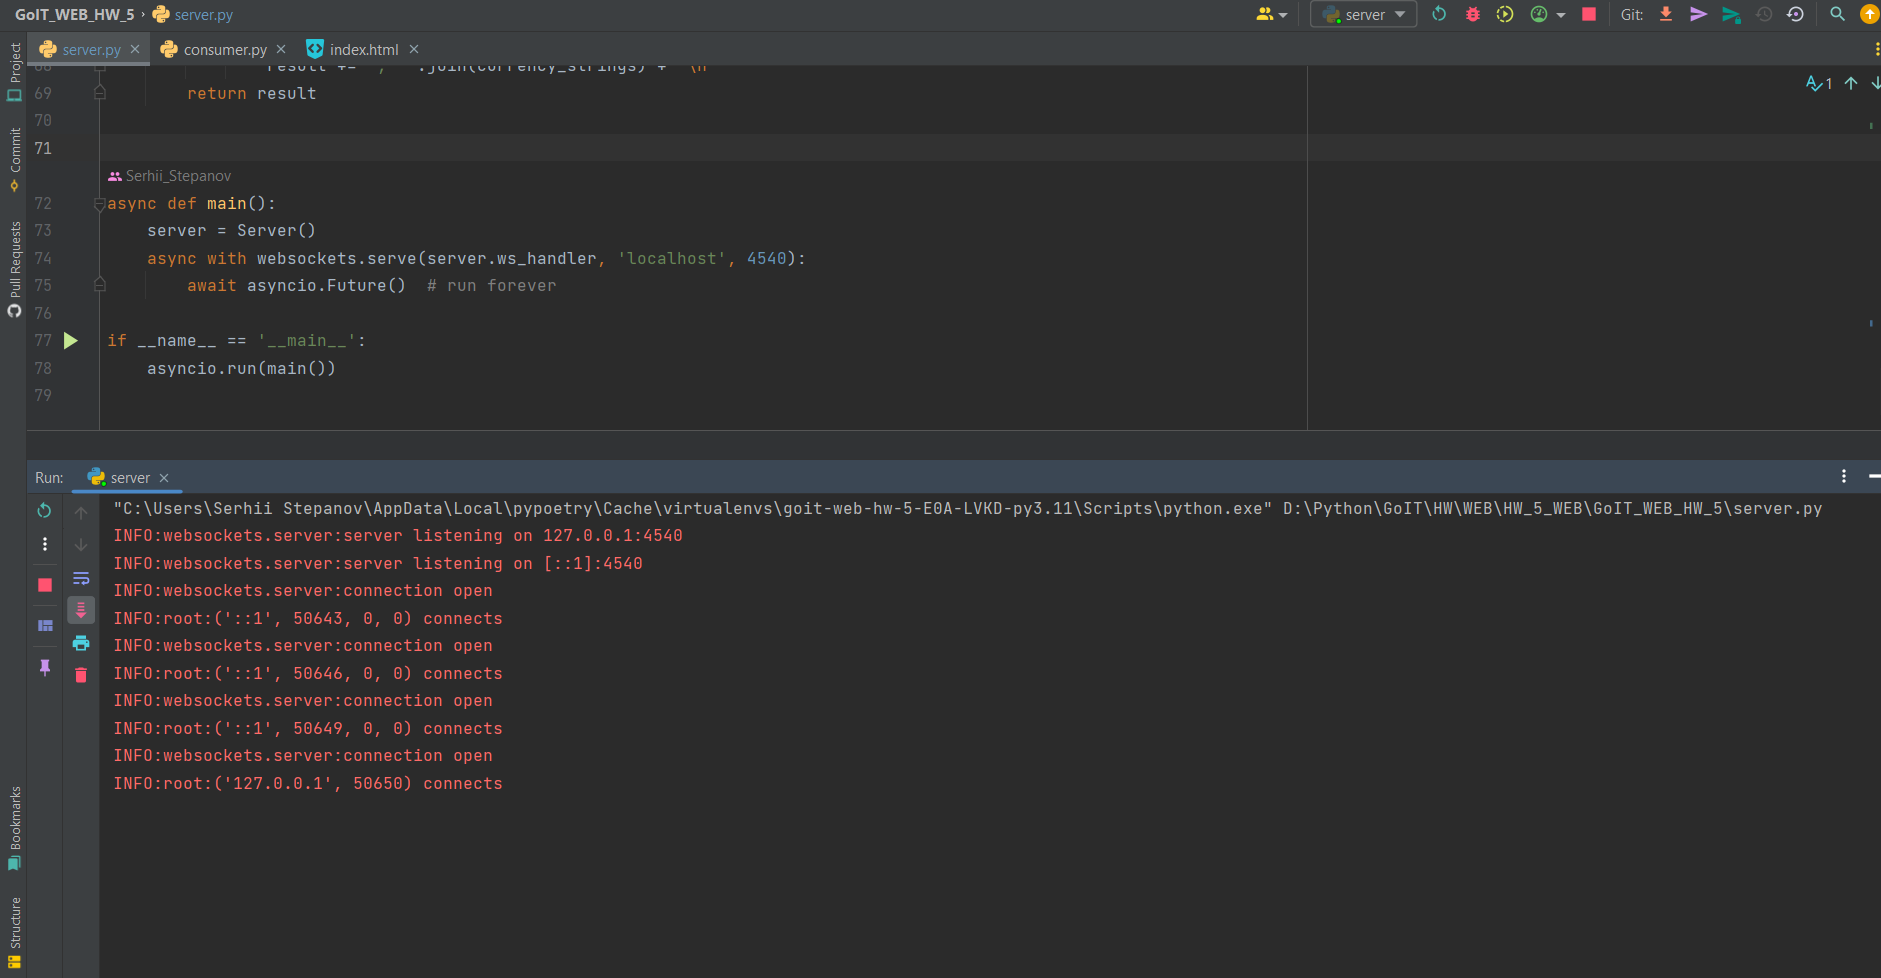 GoIT_WEB_HW_5 › server.py
server
Git:
server.py
consumer.py
index.html
Project
Commit
Pull Requests
Bookmarks
Structure
1
68 result += ", ".join(currency_strings) + "\n"
69 return result
70
71
Serhii_Stepanov
72 async def main():
73 server = Server()
74 async with websockets.serve(server.ws_handler, 'localhost', 4540):
75 await asyncio.Future()  # run forever
76
77 if __name__ == '__main__':
78 asyncio.run(main())
79
Run: server
"C:\Users\Serhii Stepanov\AppData\Local\pypoetry\Cache\virtualenvs\goit-web-hw-5-E0A-LVKD-py3.11\Scripts\python.exe" D:\Python\GoIT\HW\WEB\HW_5_WEB\GoIT_WEB_HW_5\server.py
INFO:websockets.server:server listening on 127.0.0.1:4540
INFO:websockets.server:server listening on [::1]:4540
INFO:websockets.server:connection open
INFO:root:('::1', 50643, 0, 0) connects
INFO:websockets.server:connection open
INFO:root:('::1', 50646, 0, 0) connects
INFO:websockets.server:connection open
INFO:root:('::1', 50649, 0, 0) connects
INFO:websockets.server:connection open
INFO:root:('127.0.0.1', 50650) connects